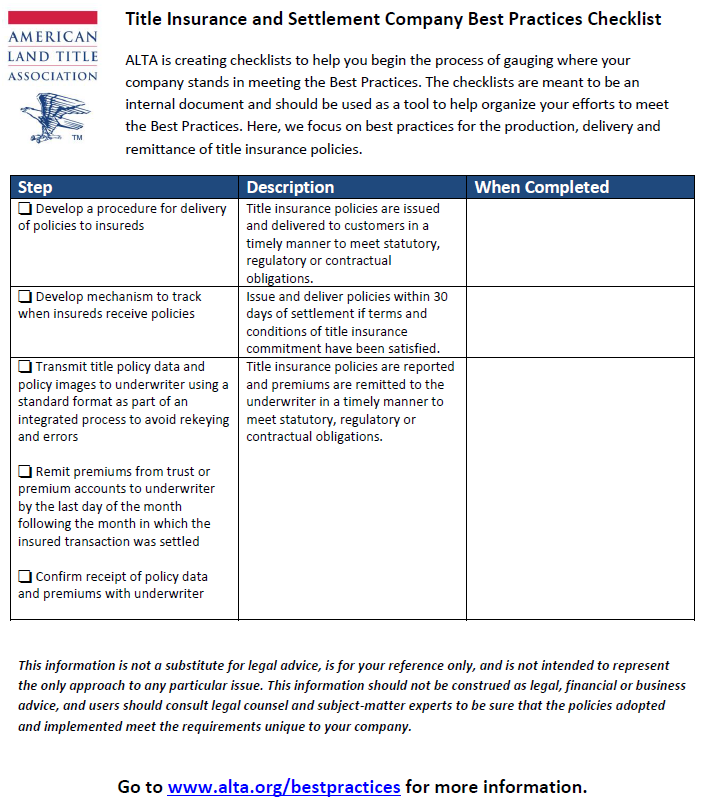 AMERICAN
LAND TITLE
ASSOCIATION
TM
Title Insurance and Settlement Company Best Practices Checklist
ALTA is creating checklists to help you begin the process of gauging where your
company stands in meeting the Best Practices. The checklists are meant to be an
internal document and should be used as a tool to help organize your efforts to meet
the Best Practices. Here, we focus on best practices for the production, delivery and
remittance of title insurance policies.
Step
Description
When Completed
❑ Develop a procedure for delivery
of policies to insureds
Title insurance policies are issued
and delivered to customers in a
timely manner to meet statutory,
regulatory or contractual
obligations.
❑ Develop mechanism to track
when insureds receive policies
Issue and deliver policies within 30
days of settlement if terms and
conditions of title insurance
commitment have been satisfied.
❑ Transmit title policy data and
policy images to underwriter using a
standard format as part of an
integrated process to avoid rekeying
and errors
❑ Remit premiums from trust or
premium accounts to underwriter
by the last day of the month
following the month in which the
insured transaction was settled
❑ Confirm receipt of policy data
and premiums with underwriter
Title insurance policies are reported
and premiums are remitted to the
underwriter in a timely manner to
meet statutory, regulatory or
contractual obligations.
This information is not a substitute for legal advice, is for your reference only, and is not intended to represent
the only approach to any particular issue. This information should not be construed as legal, financial or business
advice, and users should consult legal counsel and subject-matter experts to be sure that the policies adopted
and implemented meet the requirements unique to your company.
Go to www.alta.org/bestpractices for more information.